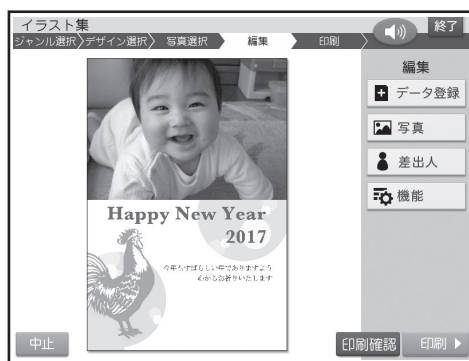 イラスト集
終了
ジャンル選択 デザイン選択 写真選択 編集 印刷
編集
データ登録
写真
差出人
機能
Happy New Year
2017
今年もすばらしい年でありますよう
心からお祈りいたします
中止
印刷確認
印刷